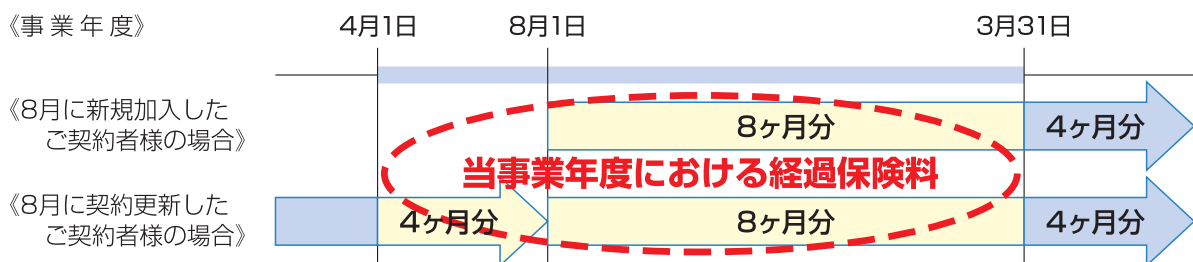 《事業年度》
4月1日
8月1日
3月31日
《8月に新規加入した
ご契約者様の場合》
8ヶ月分
4ヶ月分
当事業年度における経過保険料
《8月に契約更新した
ご契約者様の場合》
4ヶ月分
8ヶ月分
4ヶ月分